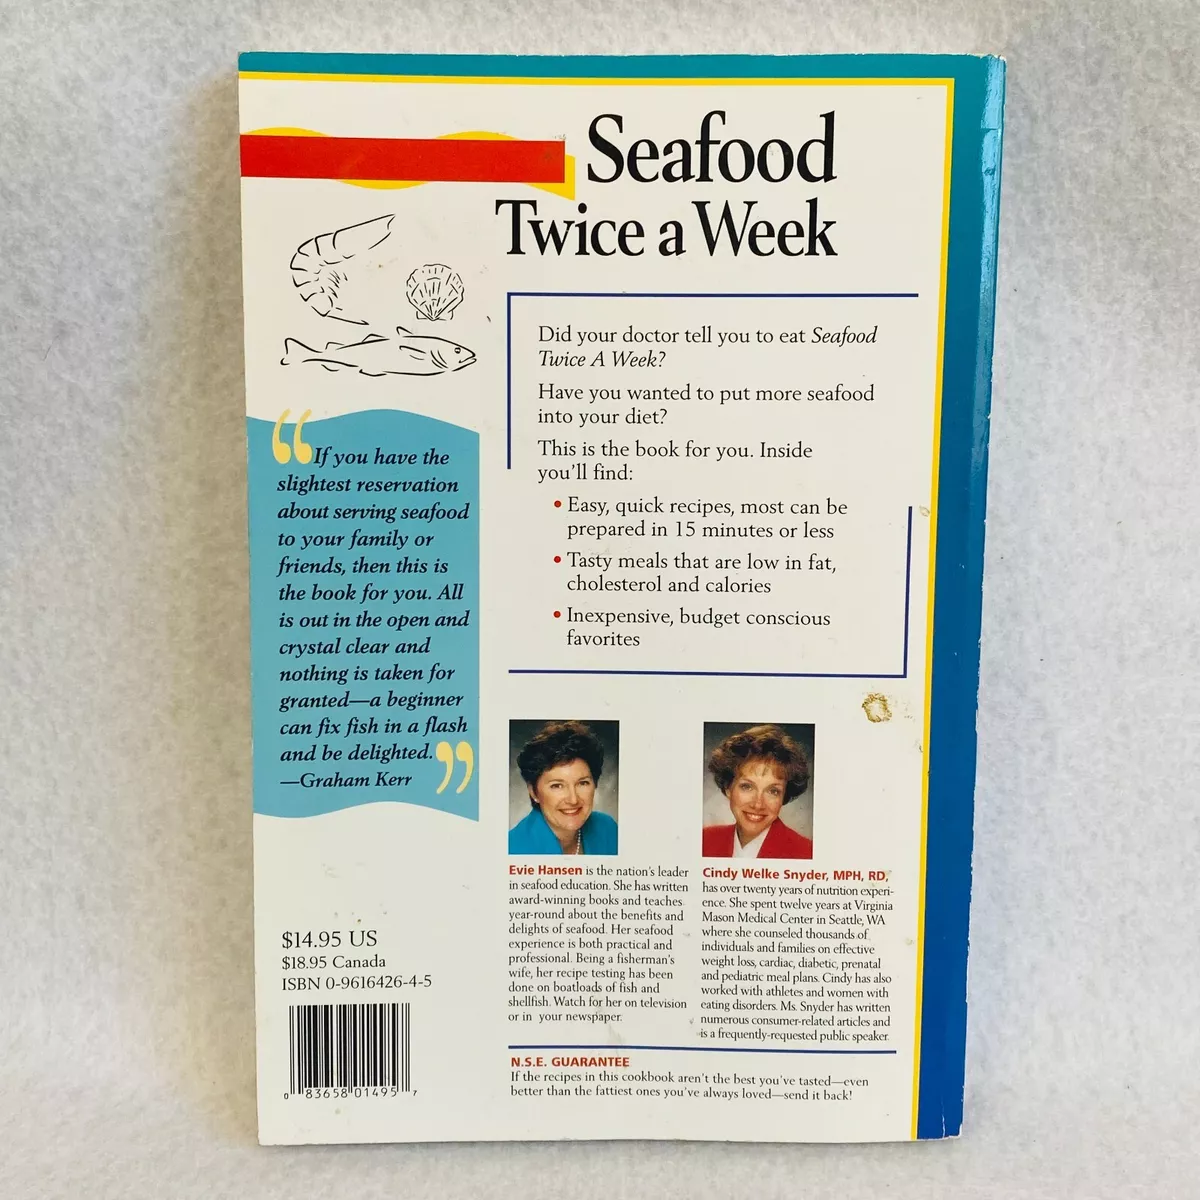 Seafood
Twice a Week
Did your doctor tell you to eat Seafood
Twice A Week?
Have you wanted to put more seafood
into your diet?
This is the book for you. Inside
you'll find:
• Easy, quick recipes, most can be
prepared in 15 minutes or less
• Tasty meals that are low in fat,
cholesterol and calories
• Inexpensive, budget conscious
favorites
“If you have the
slightest reservation
about serving seafood
to your family or
friends, then this is
the book for you. All
is out in the open and
crystal clear and
nothing is taken for
granted—a beginner
can fix fish in a flash
and be delighted.”
—Graham Kerr
Evie Hansen is the nation's leader
in seafood education. She has written
award-winning books and teaches
year-round about the benefits and
delights of seafood. Her seafood
experience is both practical and
professional. Being a fisherman's
wife, her recipe testing has been
done on boatloads of fish and
shellfish. Watch for her on television
or in your newspaper.
Cindy Welke Snyder, MPH, RD,
has over twenty years of nutrition experi-
ence. She spent twelve years at Virginia
Mason Medical Center in Seattle, WA
where she counseled thousands of
individuals and families on effective
weight loss, cardiac, diabetic, prenatal
and pediatric meal plans. Cindy has also
worked with athletes and women with
eating disorders. Ms. Snyder has written
numerous consumer-related articles and
is a frequently-requested public speaker.
N.S.E. GUARANTEE
If the recipes in this cookbook aren't the best you've tasted—even
better than the fattiest ones you've always loved—send it back!
$14.95 US
$18.95 Canada
ISBN 0-9616426-4-5
0 83658 01495 7